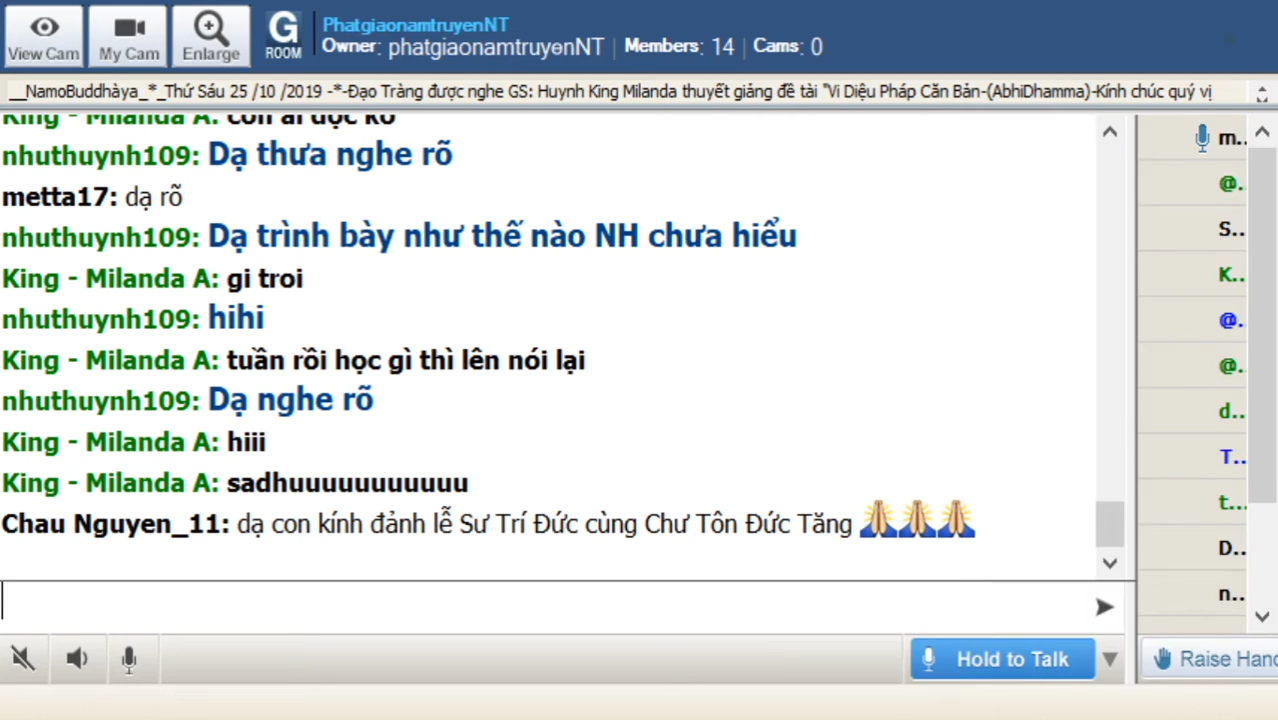 View Cam
My Cam
Enlarge
G
ROOM
PhatgiaonamtruyenNT
Owner: phatgiaonamtruyenNT | Members: 14 | Cams: 0
__NamoBuddhàya_*_Thứ Sáu 25 /10 /2019 -*-Đạo Tràng được nghe GS: Huynh King Milanda thuyết giảng đề tài "Vi Diệu Pháp Căn Bản-(AbhiDhamma)-Kính chúc quý vị
King - Milanda A: con ai dọc ko
nhuthuynh109: Dạ thưa nghe rõ
metta17: dạ rõ
nhuthuynh109: Dạ trình bày như thế nào NH chưa hiểu
King - Milanda A: gi troi
nhuthuynh109: hihi
King - Milanda A: tuần rồi học gì thì lên nói lại
nhuthuynh109: Dạ nghe rõ
King - Milanda A: hiii
King - Milanda A: sadhuuuuuuuuuuu
Chau Nguyen_11: dạ con kính đảnh lễ Sư Trí Đức cùng Chư Tôn Đức Tăng 🙏🙏🙏
m..
@.
S..
K..
@.
@.
d..
T..
t...
D..
n..
Hold to Talk
Raise Hand